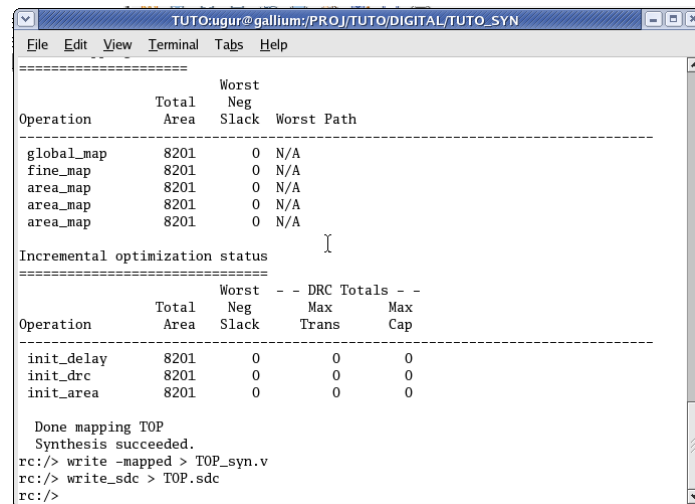 TUTO:ugur@gallium:/PROJ/TUTO/DIGITAL/TUTO_SYN
File Edit View Terminal Tabs Help
=====================
Worst
Total Neg
Operation Area Slack Worst Path
-------------------------------------------------------------------------------
global_map 8201 0 N/A
fine_map 8201 0 N/A
area_map 8201 0 N/A
area_map 8201 0 N/A
area_map 8201 0 N/A
Incremental optimization status
===============================
Worst - - DRC Totals - -
Total Neg Max Max
Operation Area Slack Trans Cap
-------------------------------------------------------------------------------
init_delay 8201 0 0 0
init_drc 8201 0 0 0
init_area 8201 0 0 0
Done mapping TOP
Synthesis succeeded.
rc:/> write -mapped > TOP_syn.v
rc:/> write_sdc > TOP.sdc
rc:/>